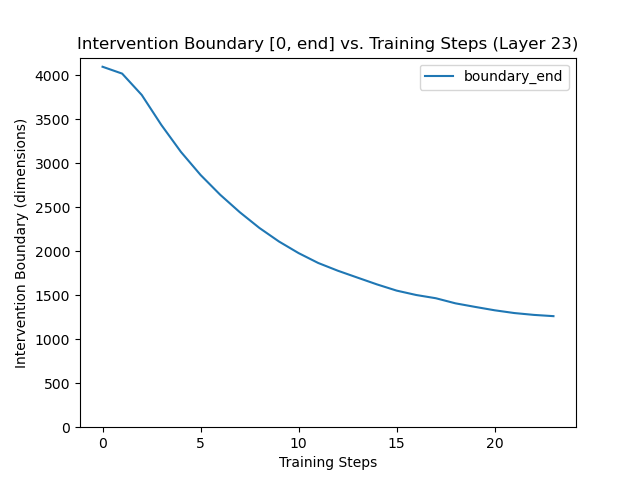 Intervention Boundary [0, end] vs. Training Steps (Layer 23)
boundary_end
Intervention Boundary (dimensions)
4000
3500
3000
2500
2000
1500
1000
500
0
0 5 10 15 20
Training Steps